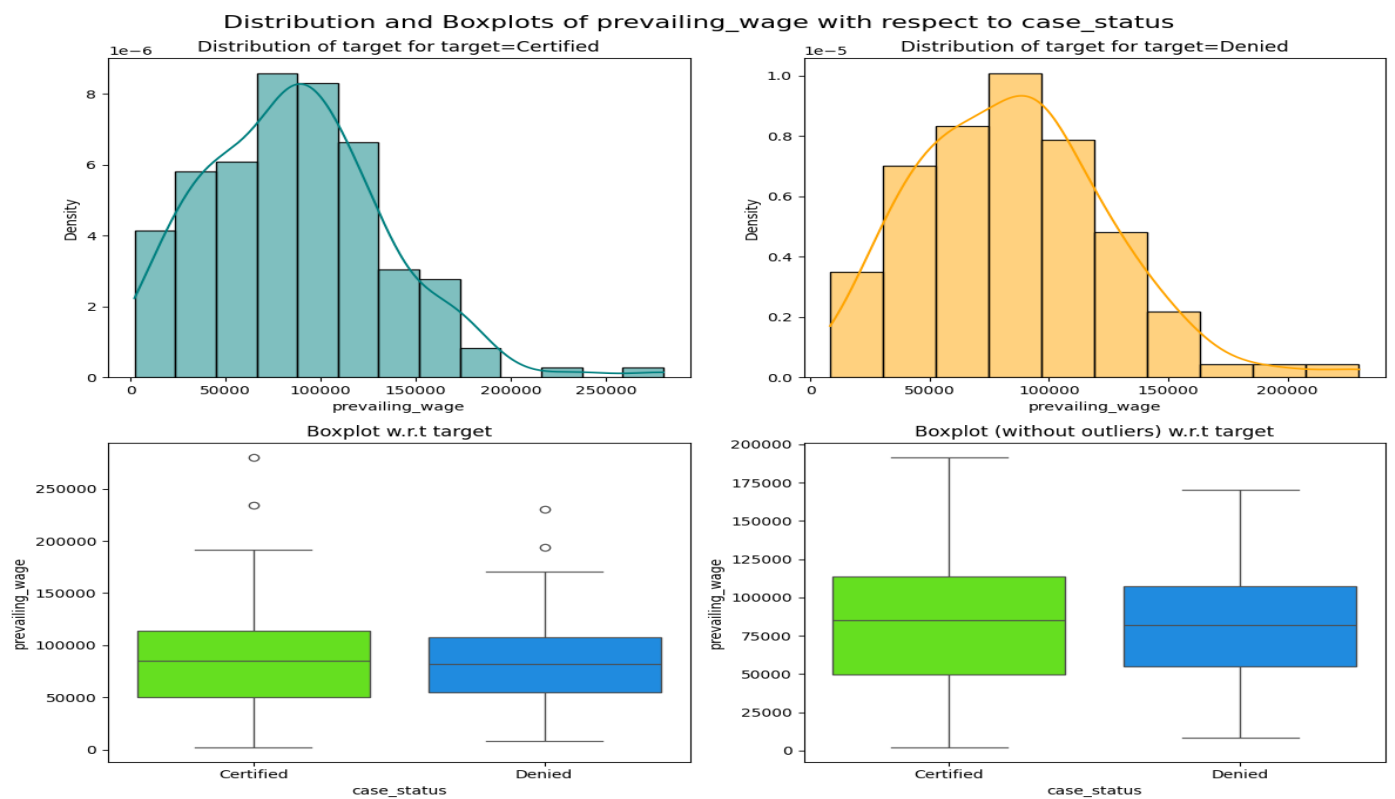 Distribution and Boxplots of prevailing_wage with respect to case_status
Distribution of target for target=Certified
1e−6
Density
8
6
4
2
0
0 50000 100000 150000 200000 250000
prevailing_wage
Distribution of target for target=Denied
1e−5
Density
1.0
0.8
0.6
0.4
0.2
0.0
0 50000 100000 150000 200000
prevailing_wage
Boxplot w.r.t target
prevailing_wage
250000
200000
150000
100000
50000
0
Certified Denied
case_status
Boxplot (without outliers) w.r.t target
prevailing_wage
200000
175000
150000
125000
100000
75000
50000
25000
0
Certified Denied
case_status